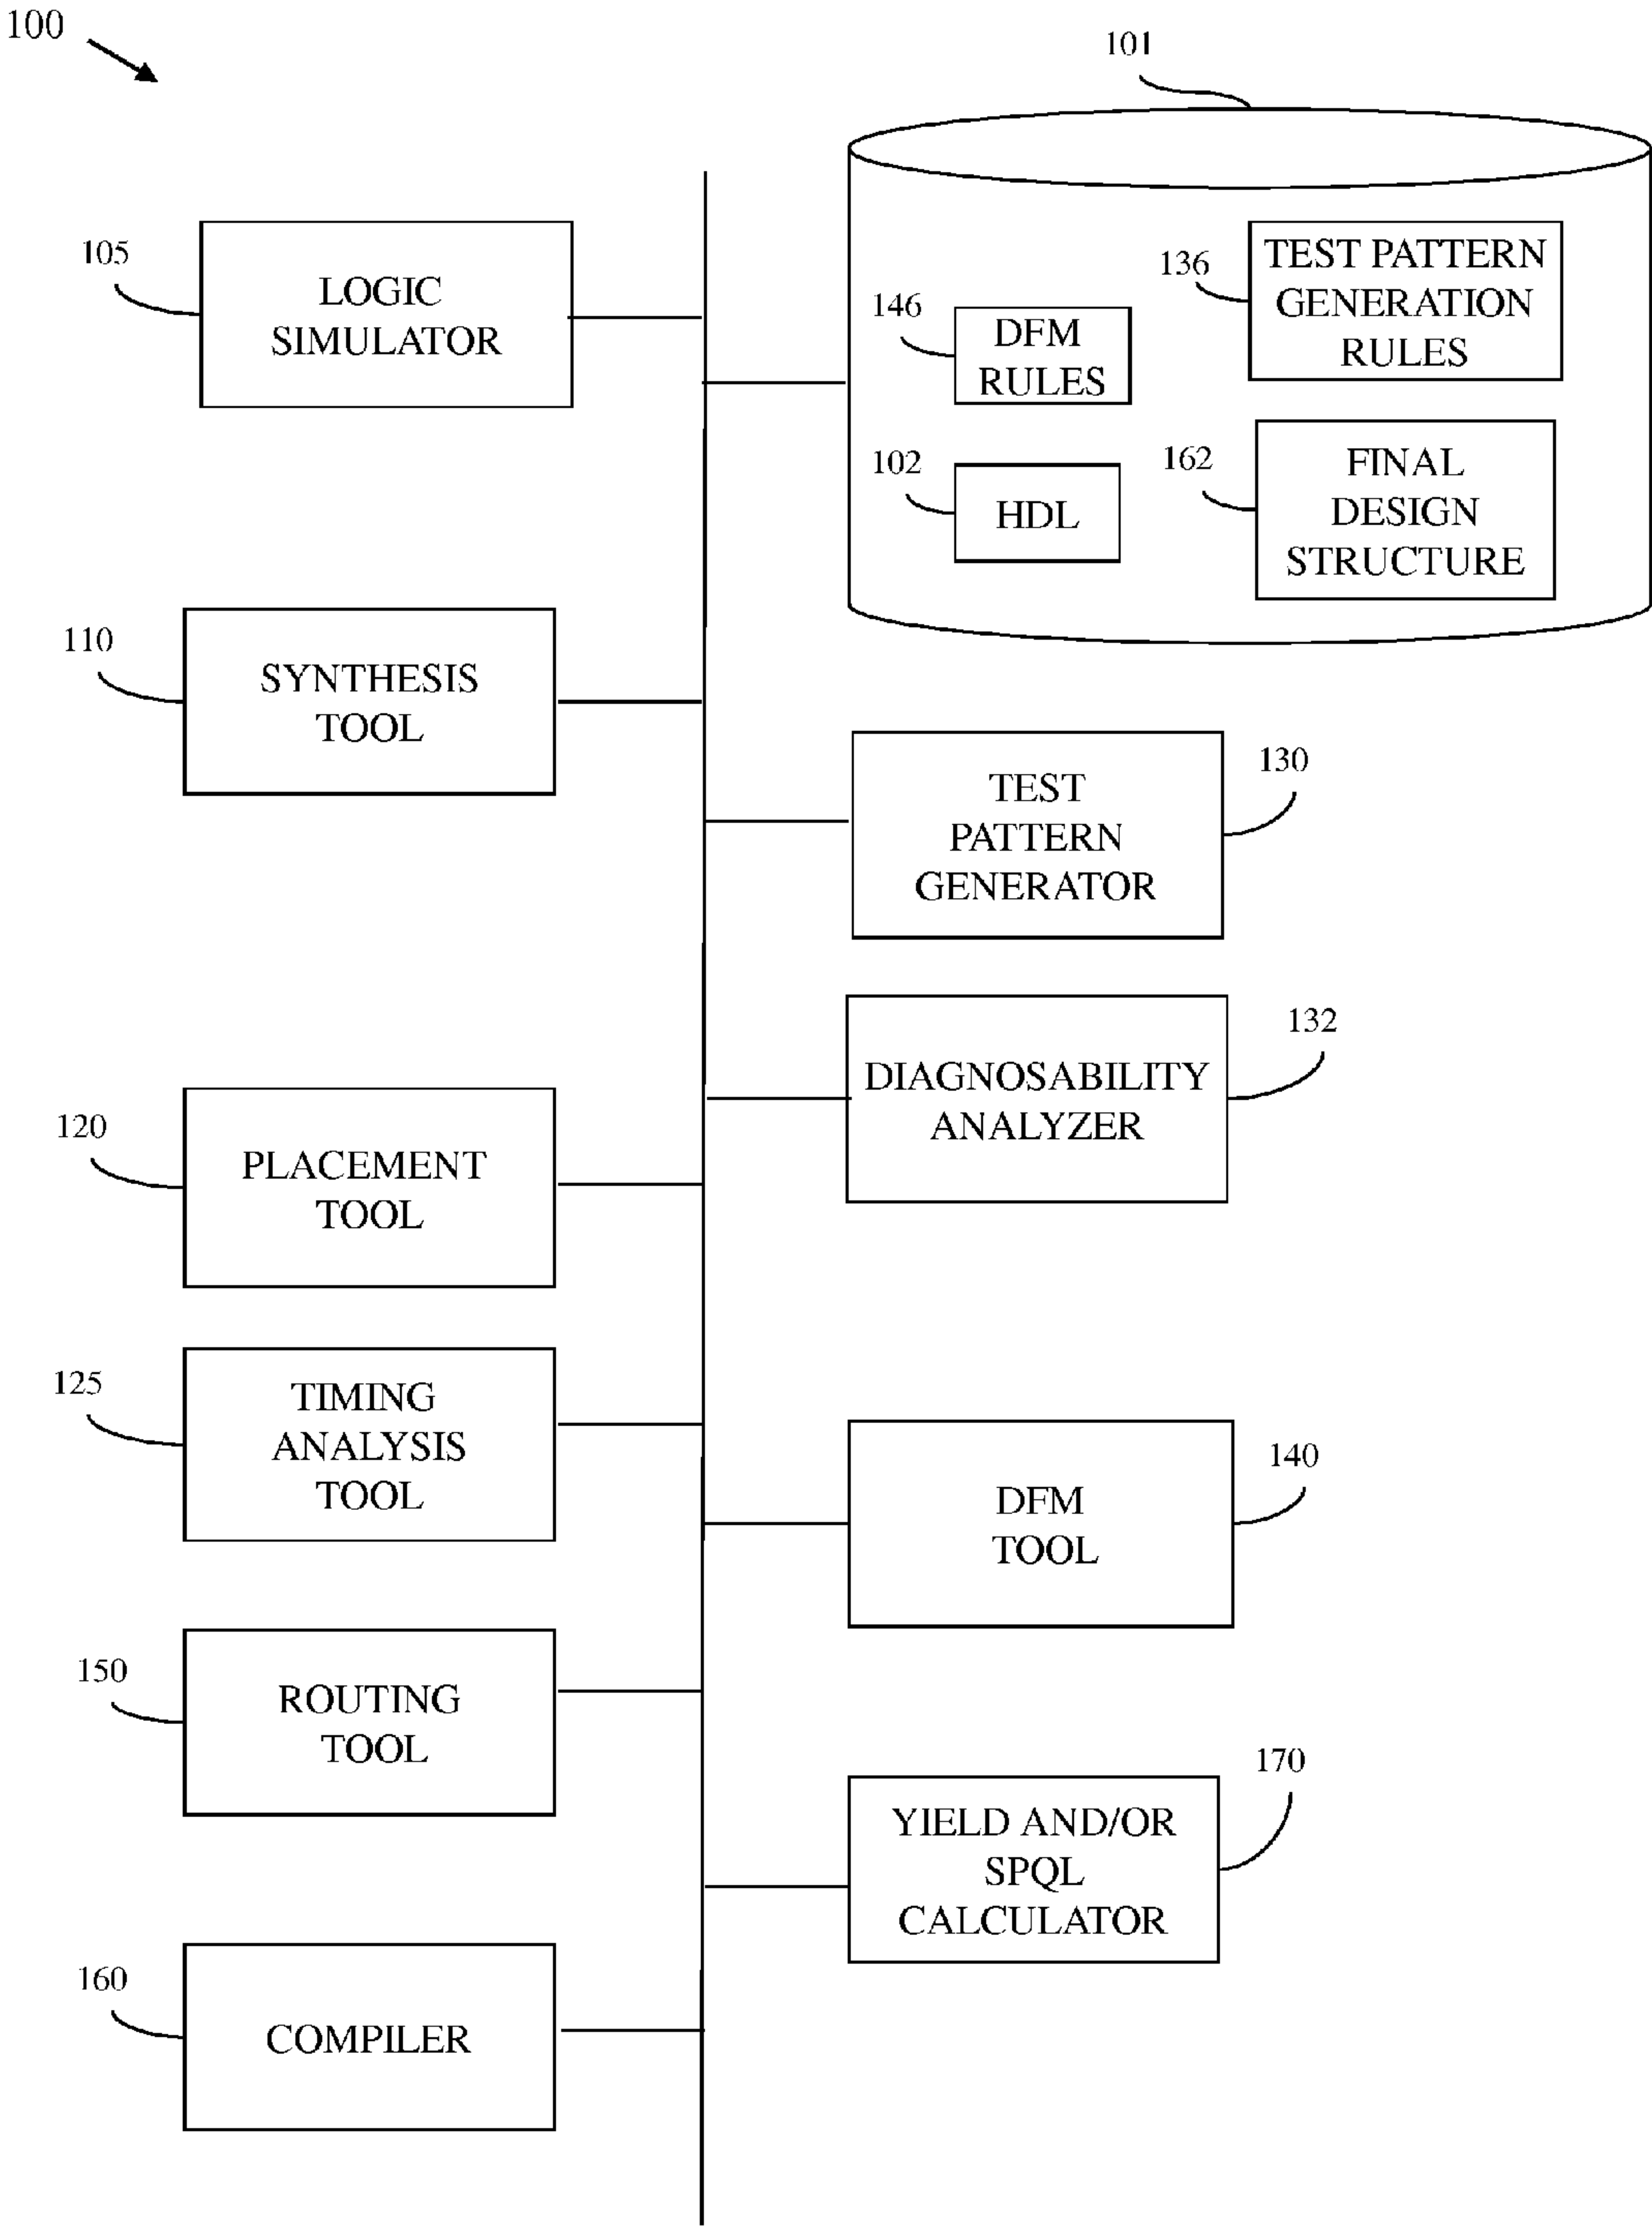 100
101
105
LOGIC
SIMULATOR
136
TEST PATTERN
GENERATION
RULES
146
DFM
RULES
102
HDL
162
FINAL
DESIGN
STRUCTURE
110
SYNTHESIS
TOOL
130
TEST
PATTERN
GENERATOR
132
DIAGNOSABILITY
ANALYZER
120
PLACEMENT
TOOL
125
TIMING
ANALYSIS
TOOL
140
DFM
TOOL
150
ROUTING
TOOL
170
YIELD AND/OR
SPQL
CALCULATOR
160
COMPILER